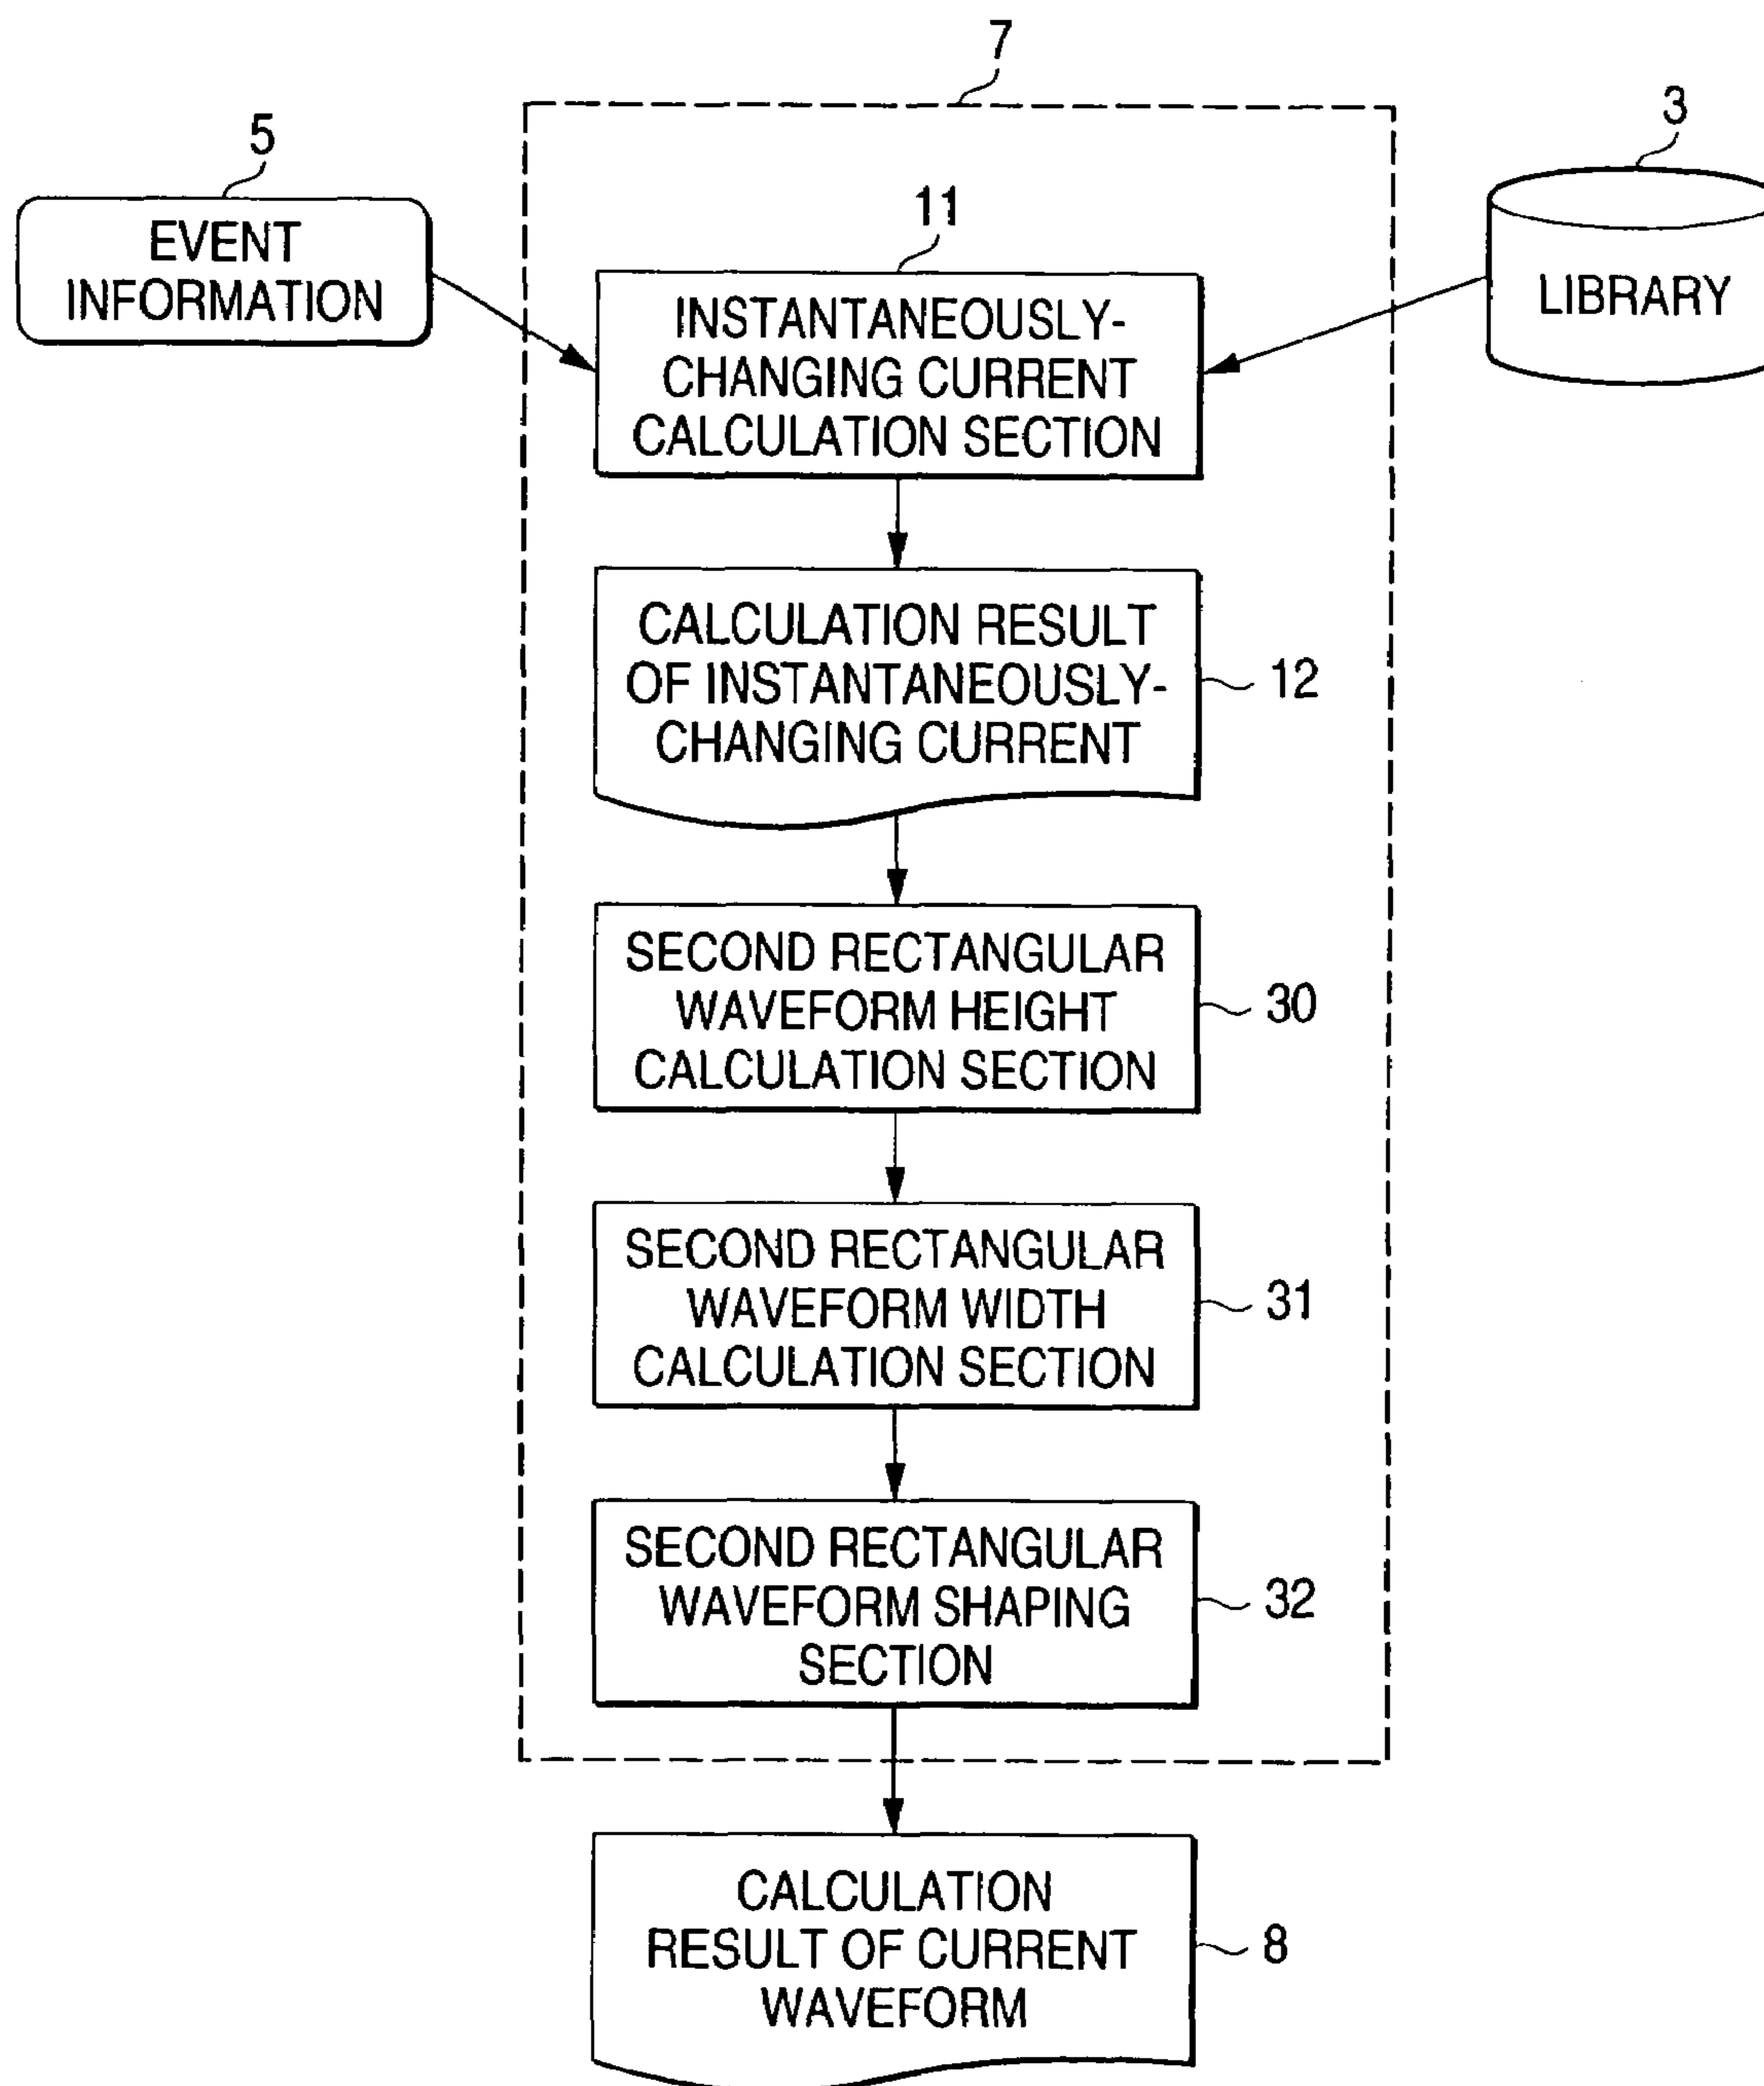 7
5
3
EVENT
INFORMATION
11
LIBRARY
INSTANTANEOUSLY-
CHANGING CURRENT
CALCULATION SECTION
CALCULATION RESULT
OF INSTANTANEOUSLY-
CHANGING CURRENT
12
SECOND RECTANGULAR
WAVEFORM HEIGHT
CALCULATION SECTION
30
SECOND RECTANGULAR
WAVEFORM WIDTH
CALCULATION SECTION
31
SECOND RECTANGULAR
WAVEFORM SHAPING
SECTION
32
CALCULATION
RESULT OF CURRENT
WAVEFORM
8